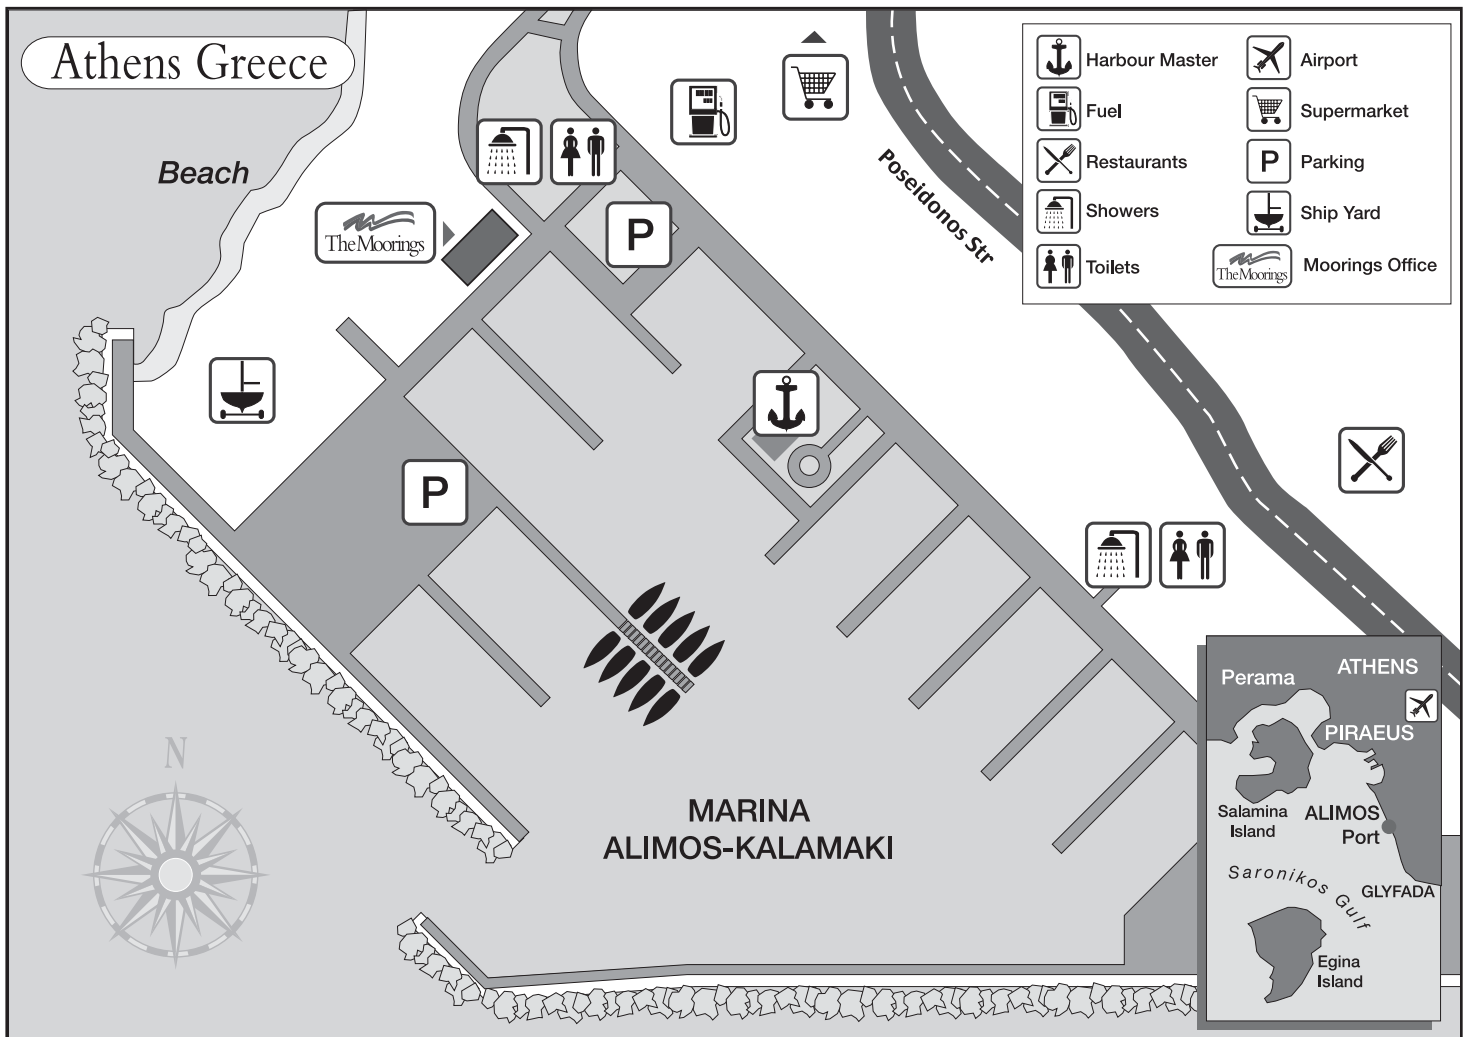 Athens Greece
Beach
The Moorings
P
P
Poseidonos Str
Harbour Master
Airport
Fuel
Supermarket
Restaurants
P
Parking
Showers
Ship Yard
Toilets
The Moorings
Moorings Office
MARINA
ALIMOS-KALAMAKI
N
ATHENS
Perama
PIRAEUS
Salamina
Island
ALIMOS
Port
Saronikos Gulf
GLYFADA
Egina
Island